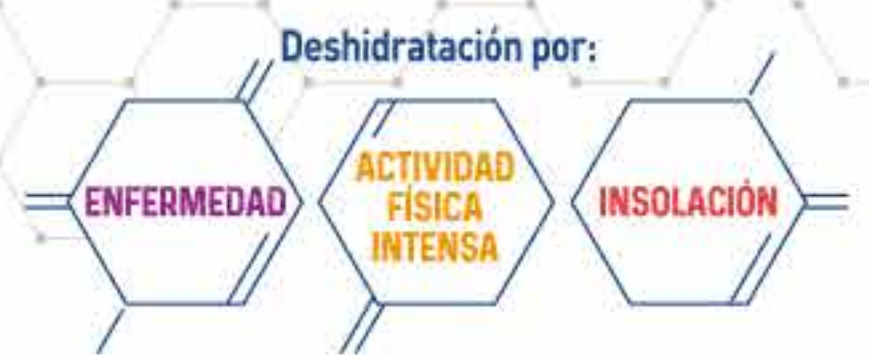 Deshidratación por:
ENFERMEDAD
ACTIVIDAD
FÍSICA
INTENSA
INSOLACIÓN